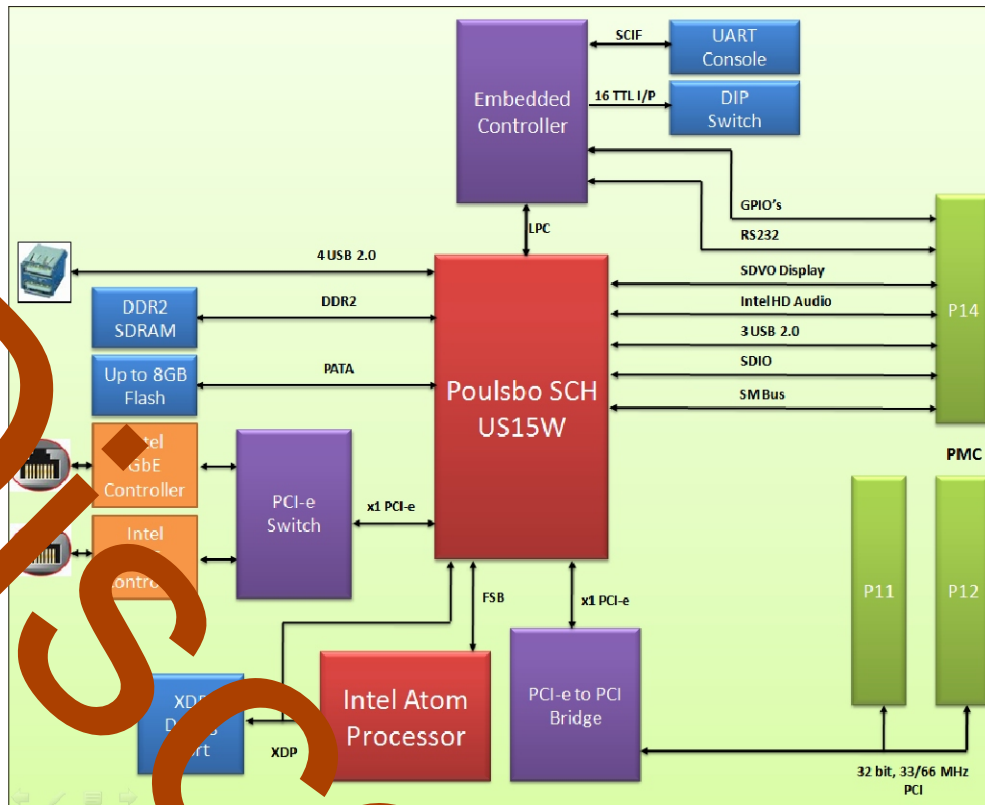 SCIF
UART
Console
Embedded
Controller
16 TTL I/P
DIP
Switch
GPIO's
RS232
LPC
4 USB 2.0
DDR2
SDRAM
DDR2
Up to 8GB
Flash
PATA
Poulsbo SCH
US15W
SDVO Display
Intel HD Audio
3 USB 2.0
SDIO
SM Bus
P14
PMC
GbE
Controller
Intel
PCI-e
Switch
x1 PCI-e
FSB
x1 PCI-e
P11
P12
Intel Atom
Processor
PCI-e to PCI
Bridge
XDP
32 bit, 33/66 MHz
PCI